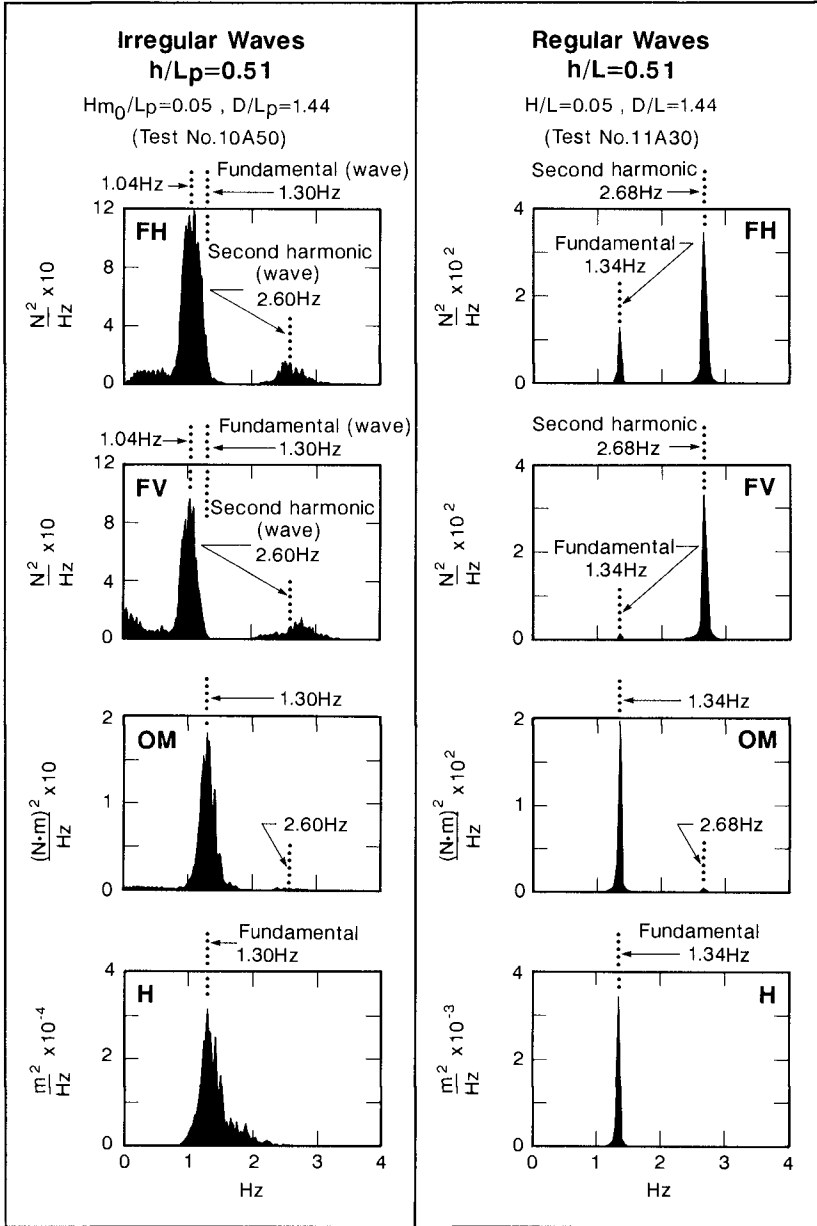 Irregular Waves
h/Lp=0.51
Hm0/Lp=0.05 , D/Lp=1.44
(Test No.10A50)
Fundamental (wave)
1.04Hz
1.30Hz
12
FH
Second harmonic
(wave)
2.60Hz
8
4
0
N²/Hz x10
Fundamental (wave)
1.04Hz
1.30Hz
12
FV
Second harmonic
(wave)
2.60Hz
8
4
0
N²/Hz x10
1.30Hz
2
OM
2.60Hz
1
0
(N·m)²/Hz x10
Fundamental
1.30Hz
4
H
3
2
1
0
m²/Hz x10-4
0 1 2 3 4
Hz
Regular Waves
h/L=0.51
H/L=0.05 , D/L=1.44
(Test No.11A30)
Second harmonic
2.68Hz
4
FH
Fundamental
1.34Hz
2
0
N²/Hz x10²
Second harmonic
2.68Hz
4
FV
Fundamental
1.34Hz
2
0
N²/Hz x10²
1.34Hz
2
OM
2.68Hz
1
0
(N·m)²/Hz x10²
Fundamental
1.34Hz
4
H
2
0
m²/Hz x10-3
0 1 2 3 4
Hz